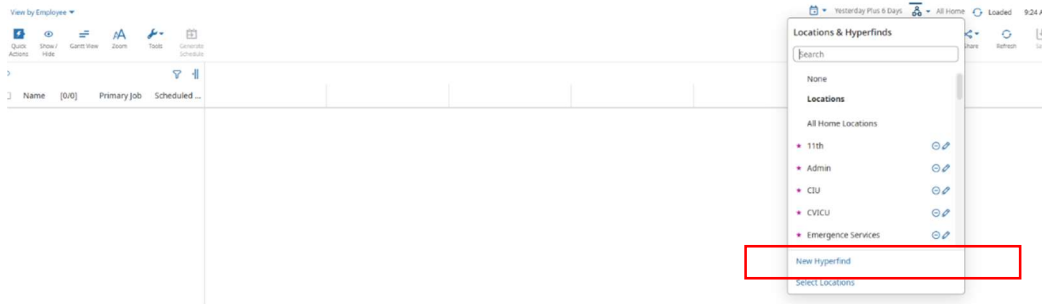 View by Employee
Yesterday Plus 6 Days All Home Loaded 9:24 A
Quick Actions
Show / Hide
Gantt View
Zoom
Tools
Generate Schedule
Share
Refresh
Name [0/0] Primary Job Scheduled ...
Locations & Hyperfinds
Search
None
Locations
All Home Locations
11th
Admin
CIU
CVICU
Emergence Services
New Hyperfind
Select Locations